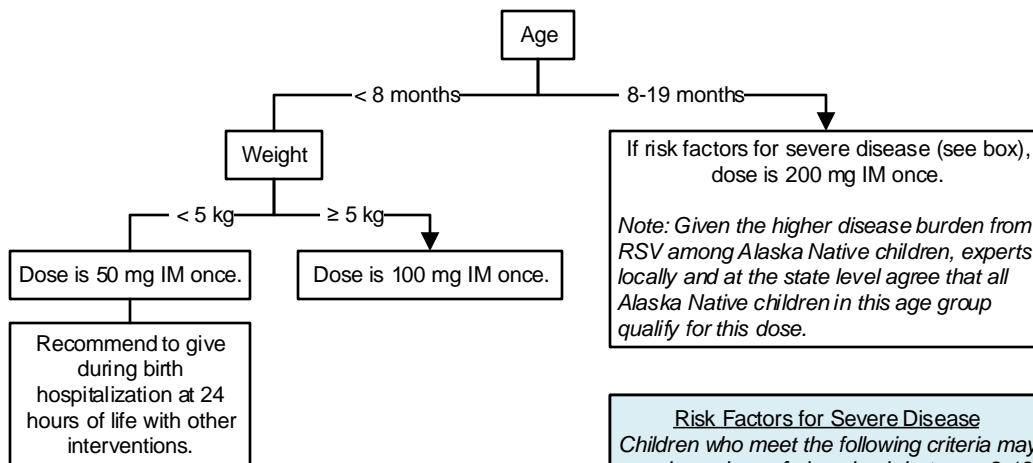 Age
< 8 months
8-19 months
Weight
If risk factors for severe disease (see box),
dose is 200 mg IM once.
Note: Given the higher disease burden from
RSV among Alaska Native children, experts
locally and at the state level agree that all
Alaska Native children in this age group
qualify for this dose.
< 5 kg
≥ 5 kg
Dose is 50 mg IM once.
Dose is 100 mg IM once.
Recommend to give
during birth
hospitalization at 24
hours of life with other
interventions.
Risk Factors for Severe Disease
Children who meet the following criteria may